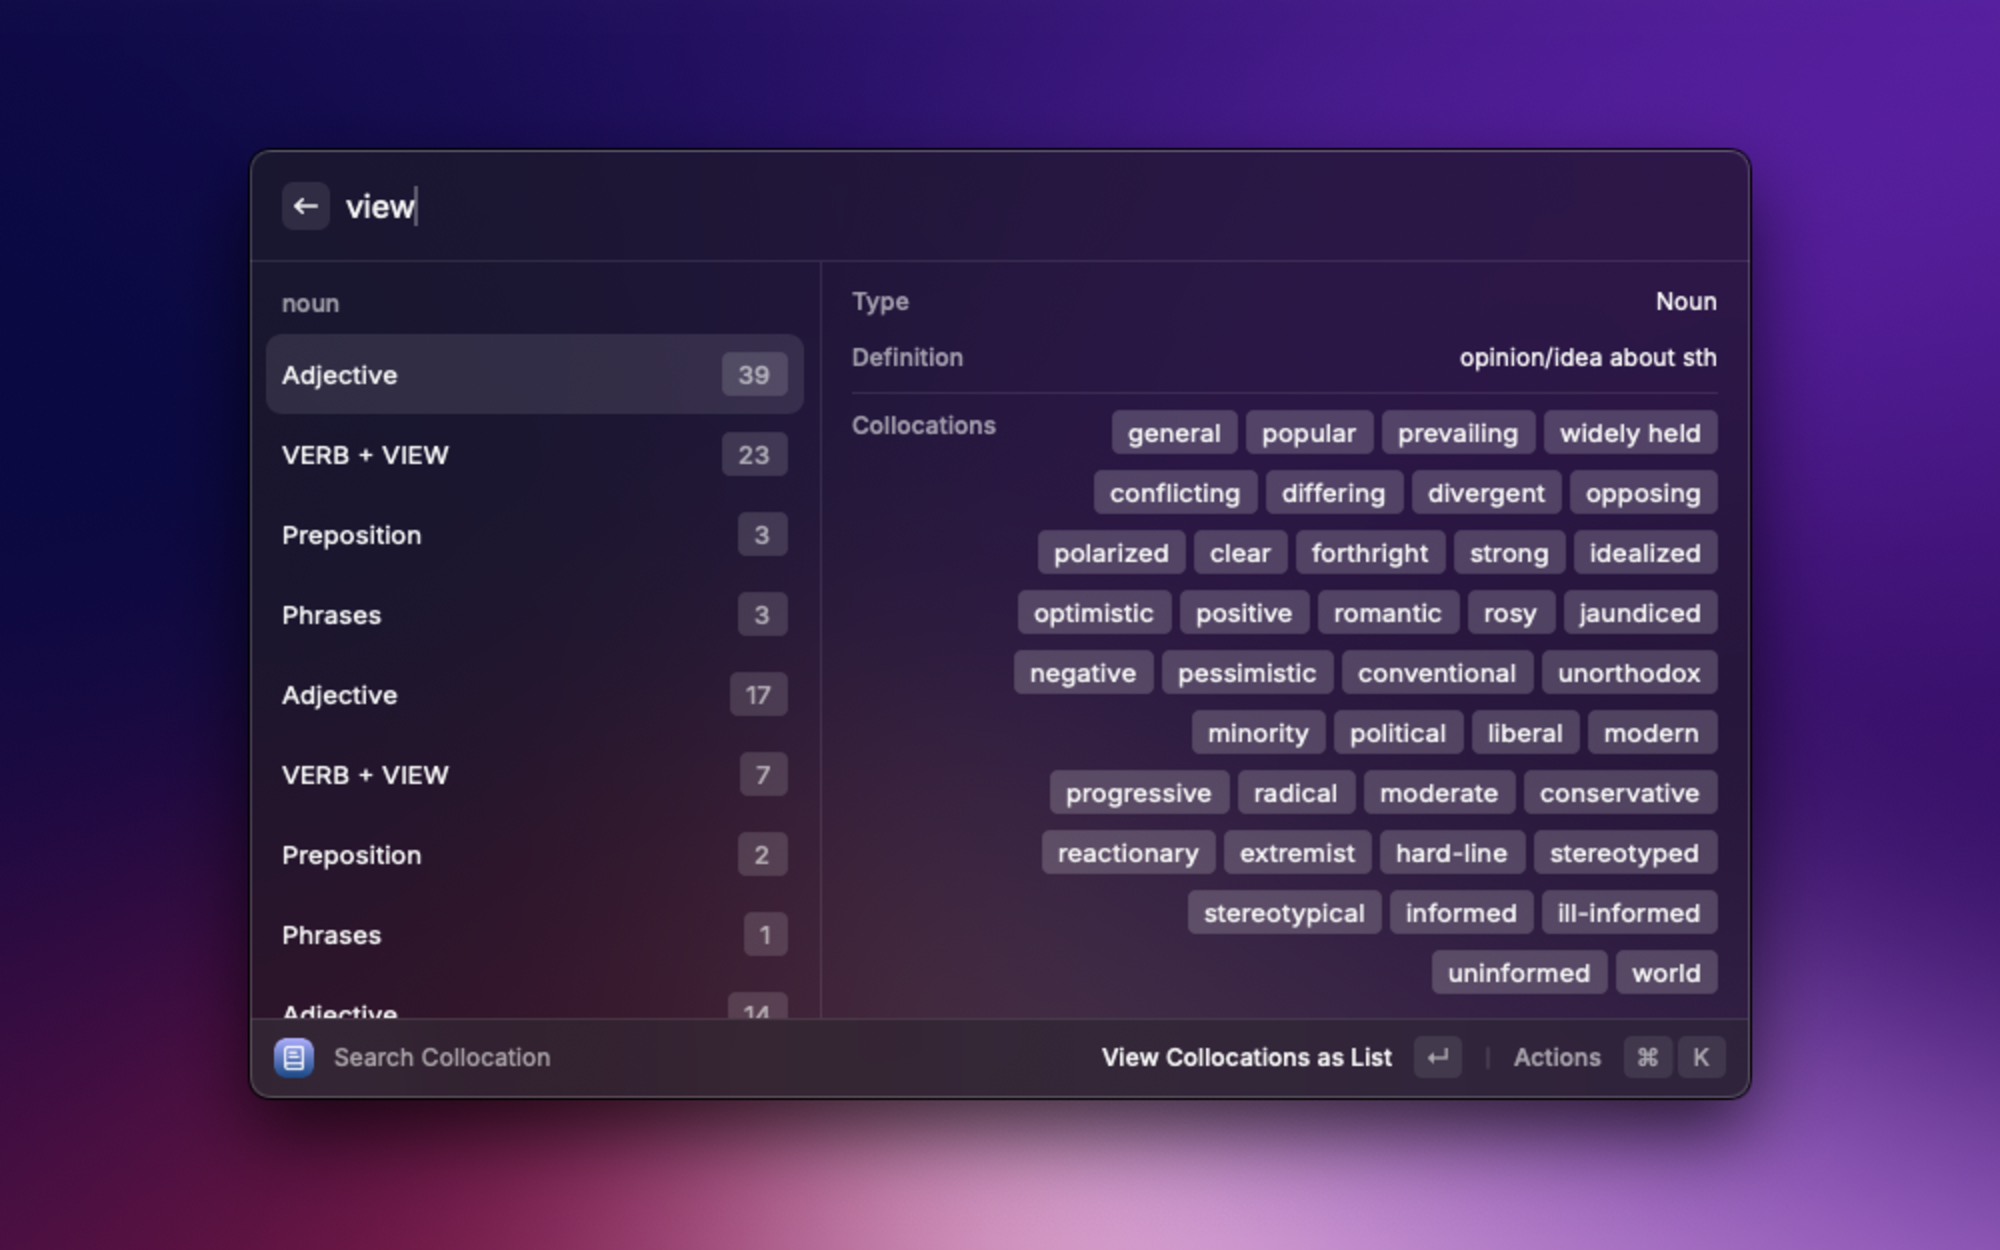 view
noun
Adjective 39
VERB + VIEW 23
Preposition 3
Phrases 3
Adjective 17
VERB + VIEW 7
Preposition 2
Phrases 1
Adjective 14
Type Noun
Definition opinion/idea about sth
Collocations general popular prevailing widely held
conflicting differing divergent opposing
polarized clear forthright strong idealized
optimistic positive romantic rosy jaundiced
negative pessimistic conventional unorthodox
minority political liberal modern
progressive radical moderate conservative
reactionary extremist hard-line stereotyped
stereotypical informed ill-informed
uninformed world
Search Collocation View Collocations as List ↵ Actions ⌘ K